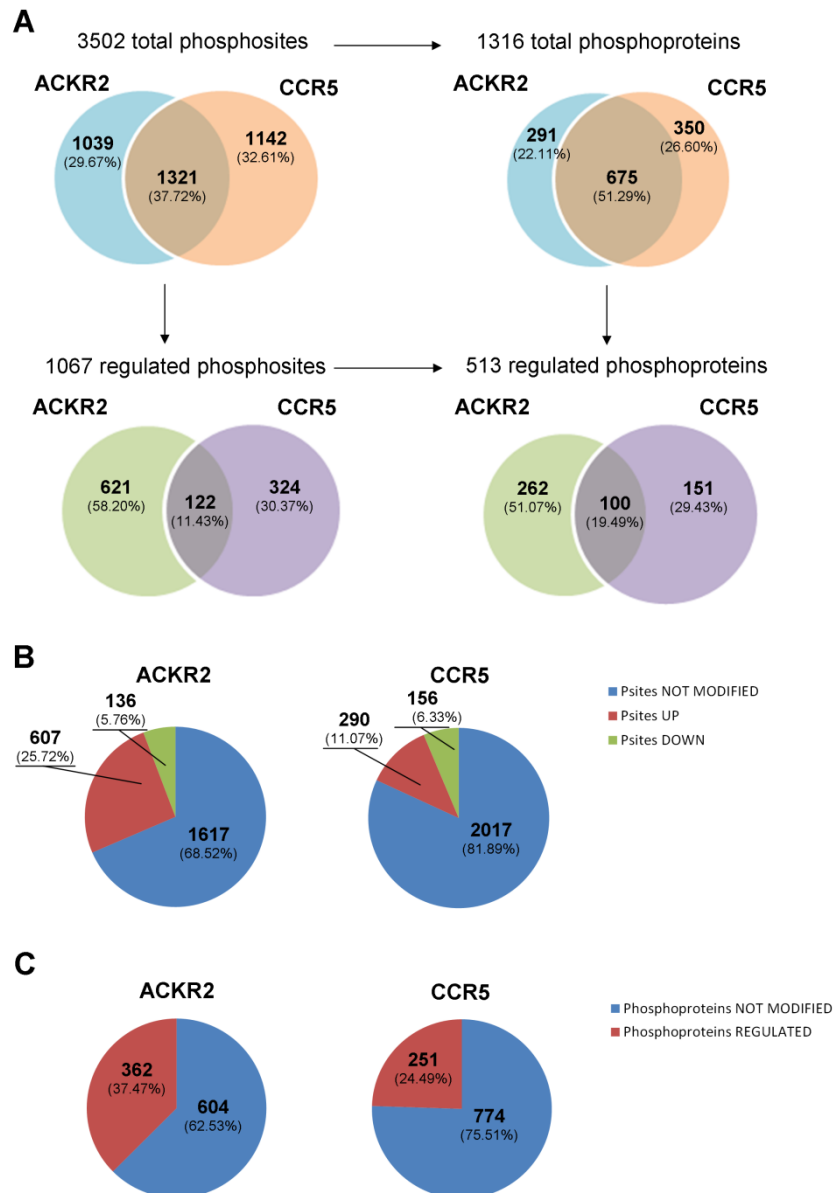 A
3502 total phosphosites
1316 total phosphoproteins
ACKR2
CCR5
1039
(29.67%)
1321
(37.72%)
1142
(32.61%)
ACKR2
CCR5
291
(22.11%)
675
(51.29%)
350
(26.60%)
1067 regulated phosphosites
513 regulated phosphoproteins
ACKR2
CCR5
621
(58.20%)
122
(11.43%)
324
(30.37%)
ACKR2
CCR5
262
(51.07%)
100
(19.49%)
151
(29.43%)
B
ACKR2
136
(5.76%)
607
(25.72%)
1617
(68.52%)
CCR5
156
(6.33%)
290
(11.07%)
2017
(81.89%)
Psites NOT MODIFIED
Psites UP
Psites DOWN
C
ACKR2
362
(37.47%)
604
(62.53%)
CCR5
251
(24.49%)
774
(75.51%)
Phosphoproteins NOT MODIFIED
Phosphoproteins REGULATED